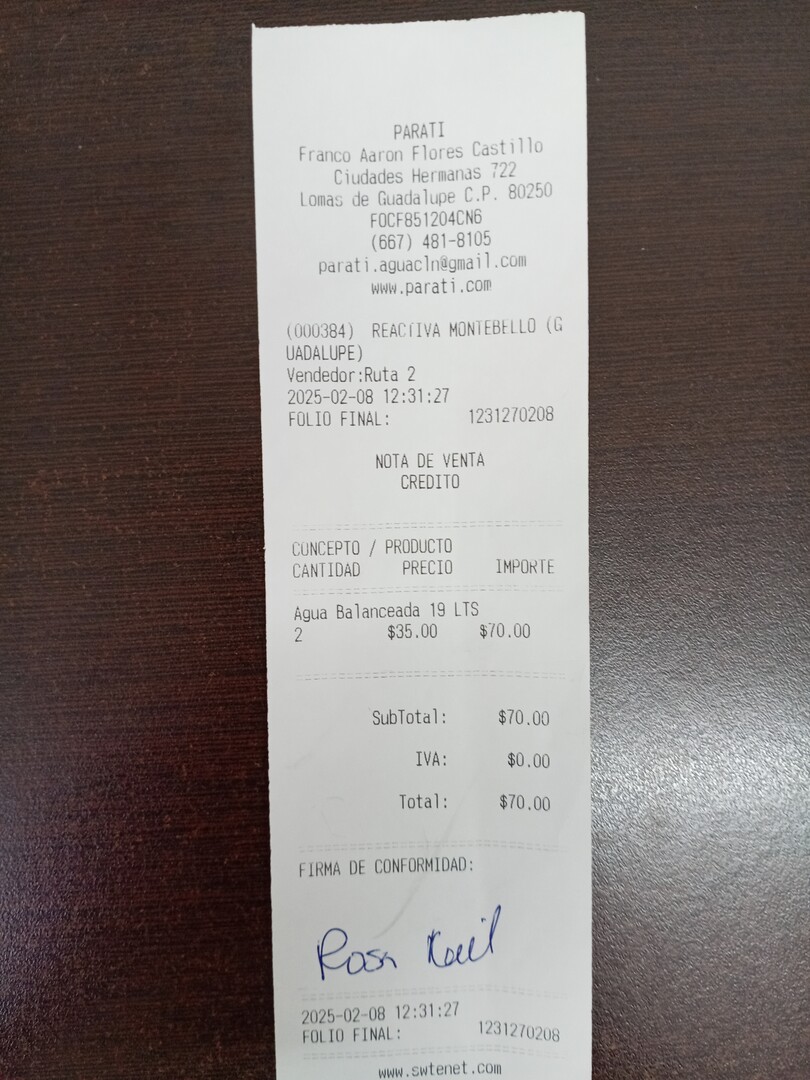 PARATI
Franco Aaron Flores Castillo
Ciudades Hermanas 722
Lomas de Guadalupe C.P. 80250
FOCF851204CN6
(667) 481-8105
parati.aguacln@gmail.com
www.parati.com
(000384) REACTIVA MONTEBELLO (G
UADALUPE)
Vendedor:Ruta 2
2025-02-08 12:31:27
FOLIO FINAL: 1231270208
NOTA DE VENTA
CREDITO
CONCEPTO / PRODUCTO
CANTIDAD PRECIO IMPORTE
Agua Balanceada 19 LTS
2 $35.00 $70.00
SubTotal: $70.00
IVA: $0.00
Total: $70.00
FIRMA DE CONFORMIDAD:
Rosa
2025-02-08 12:31:27
FOLIO FINAL: 1231270208
www.swtenet.com